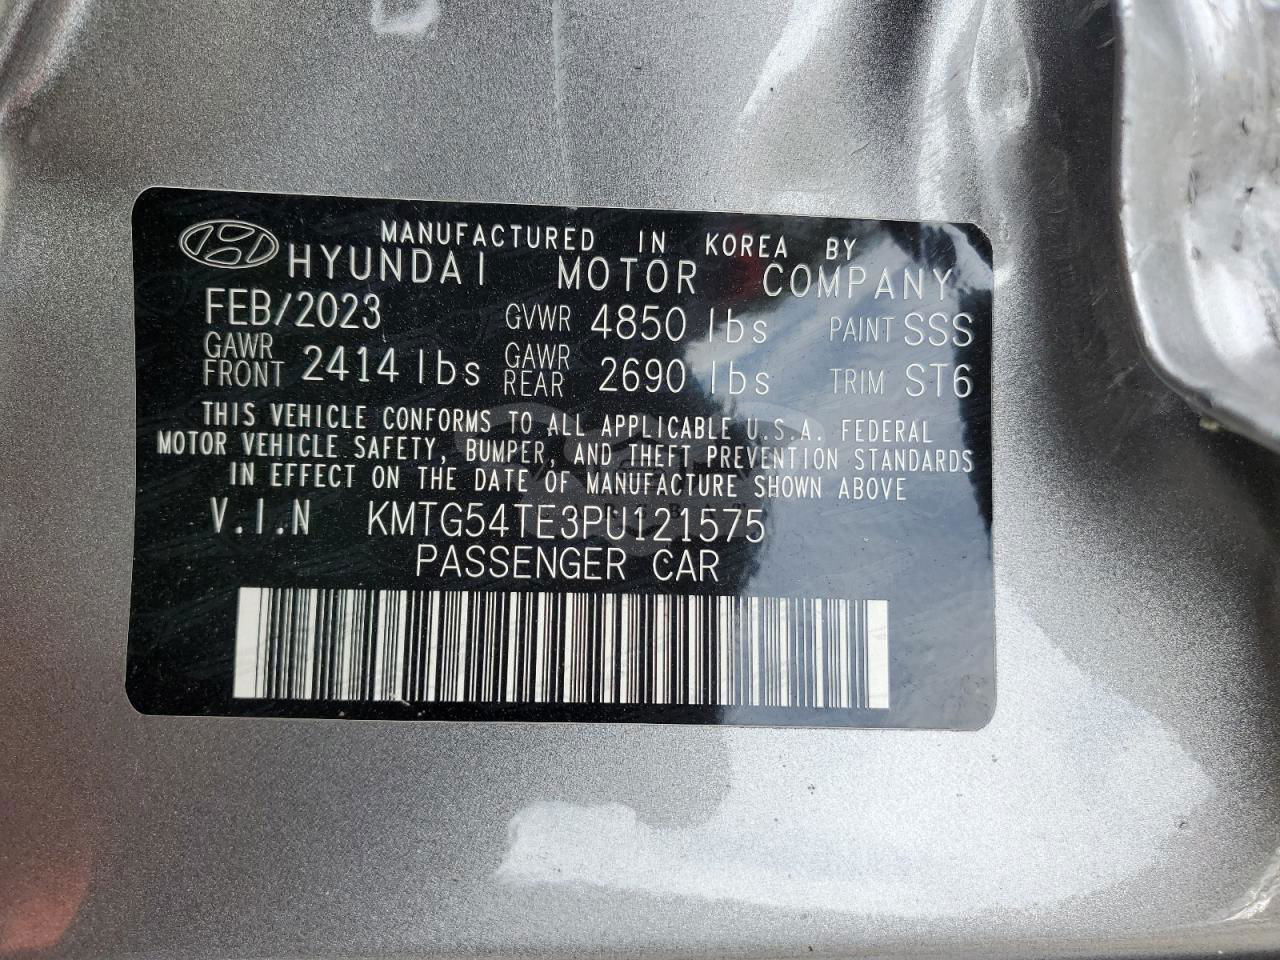 MANUFACTURED IN KOREA BY
HYUNDAI MOTOR COMPANY
FEB/2023 GVWR 4850 lbs PAINT SSS
GAWR FRONT 2414 lbs GAWR REAR 2690 lbs TRIM ST6
THIS VEHICLE CONFORMS TO ALL APPLICABLE U.S.A. FEDERAL
MOTOR VEHICLE SAFETY, BUMPER, AND THEFT PREVENTION STANDARDS
IN EFFECT ON THE DATE OF MANUFACTURE SHOWN ABOVE
V.I.N KMTG54TE3PU121575
PASSENGER CAR